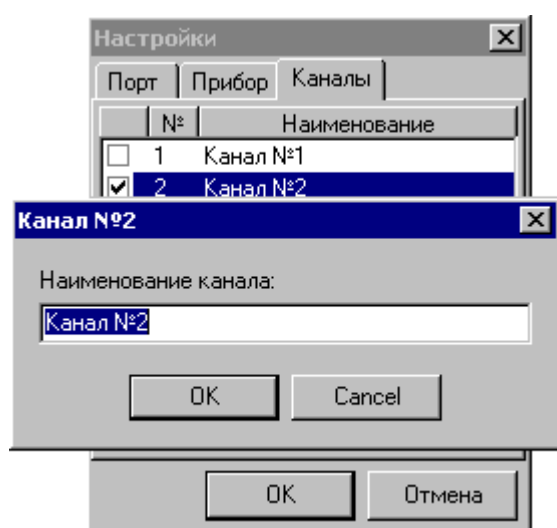 Настройки
Порт Прибор Каналы
№ Наименование
1 Канал №1
2 Канал №2
Канал №2
Наименование канала:
Канал №2
OK Cancel
OK Отмена